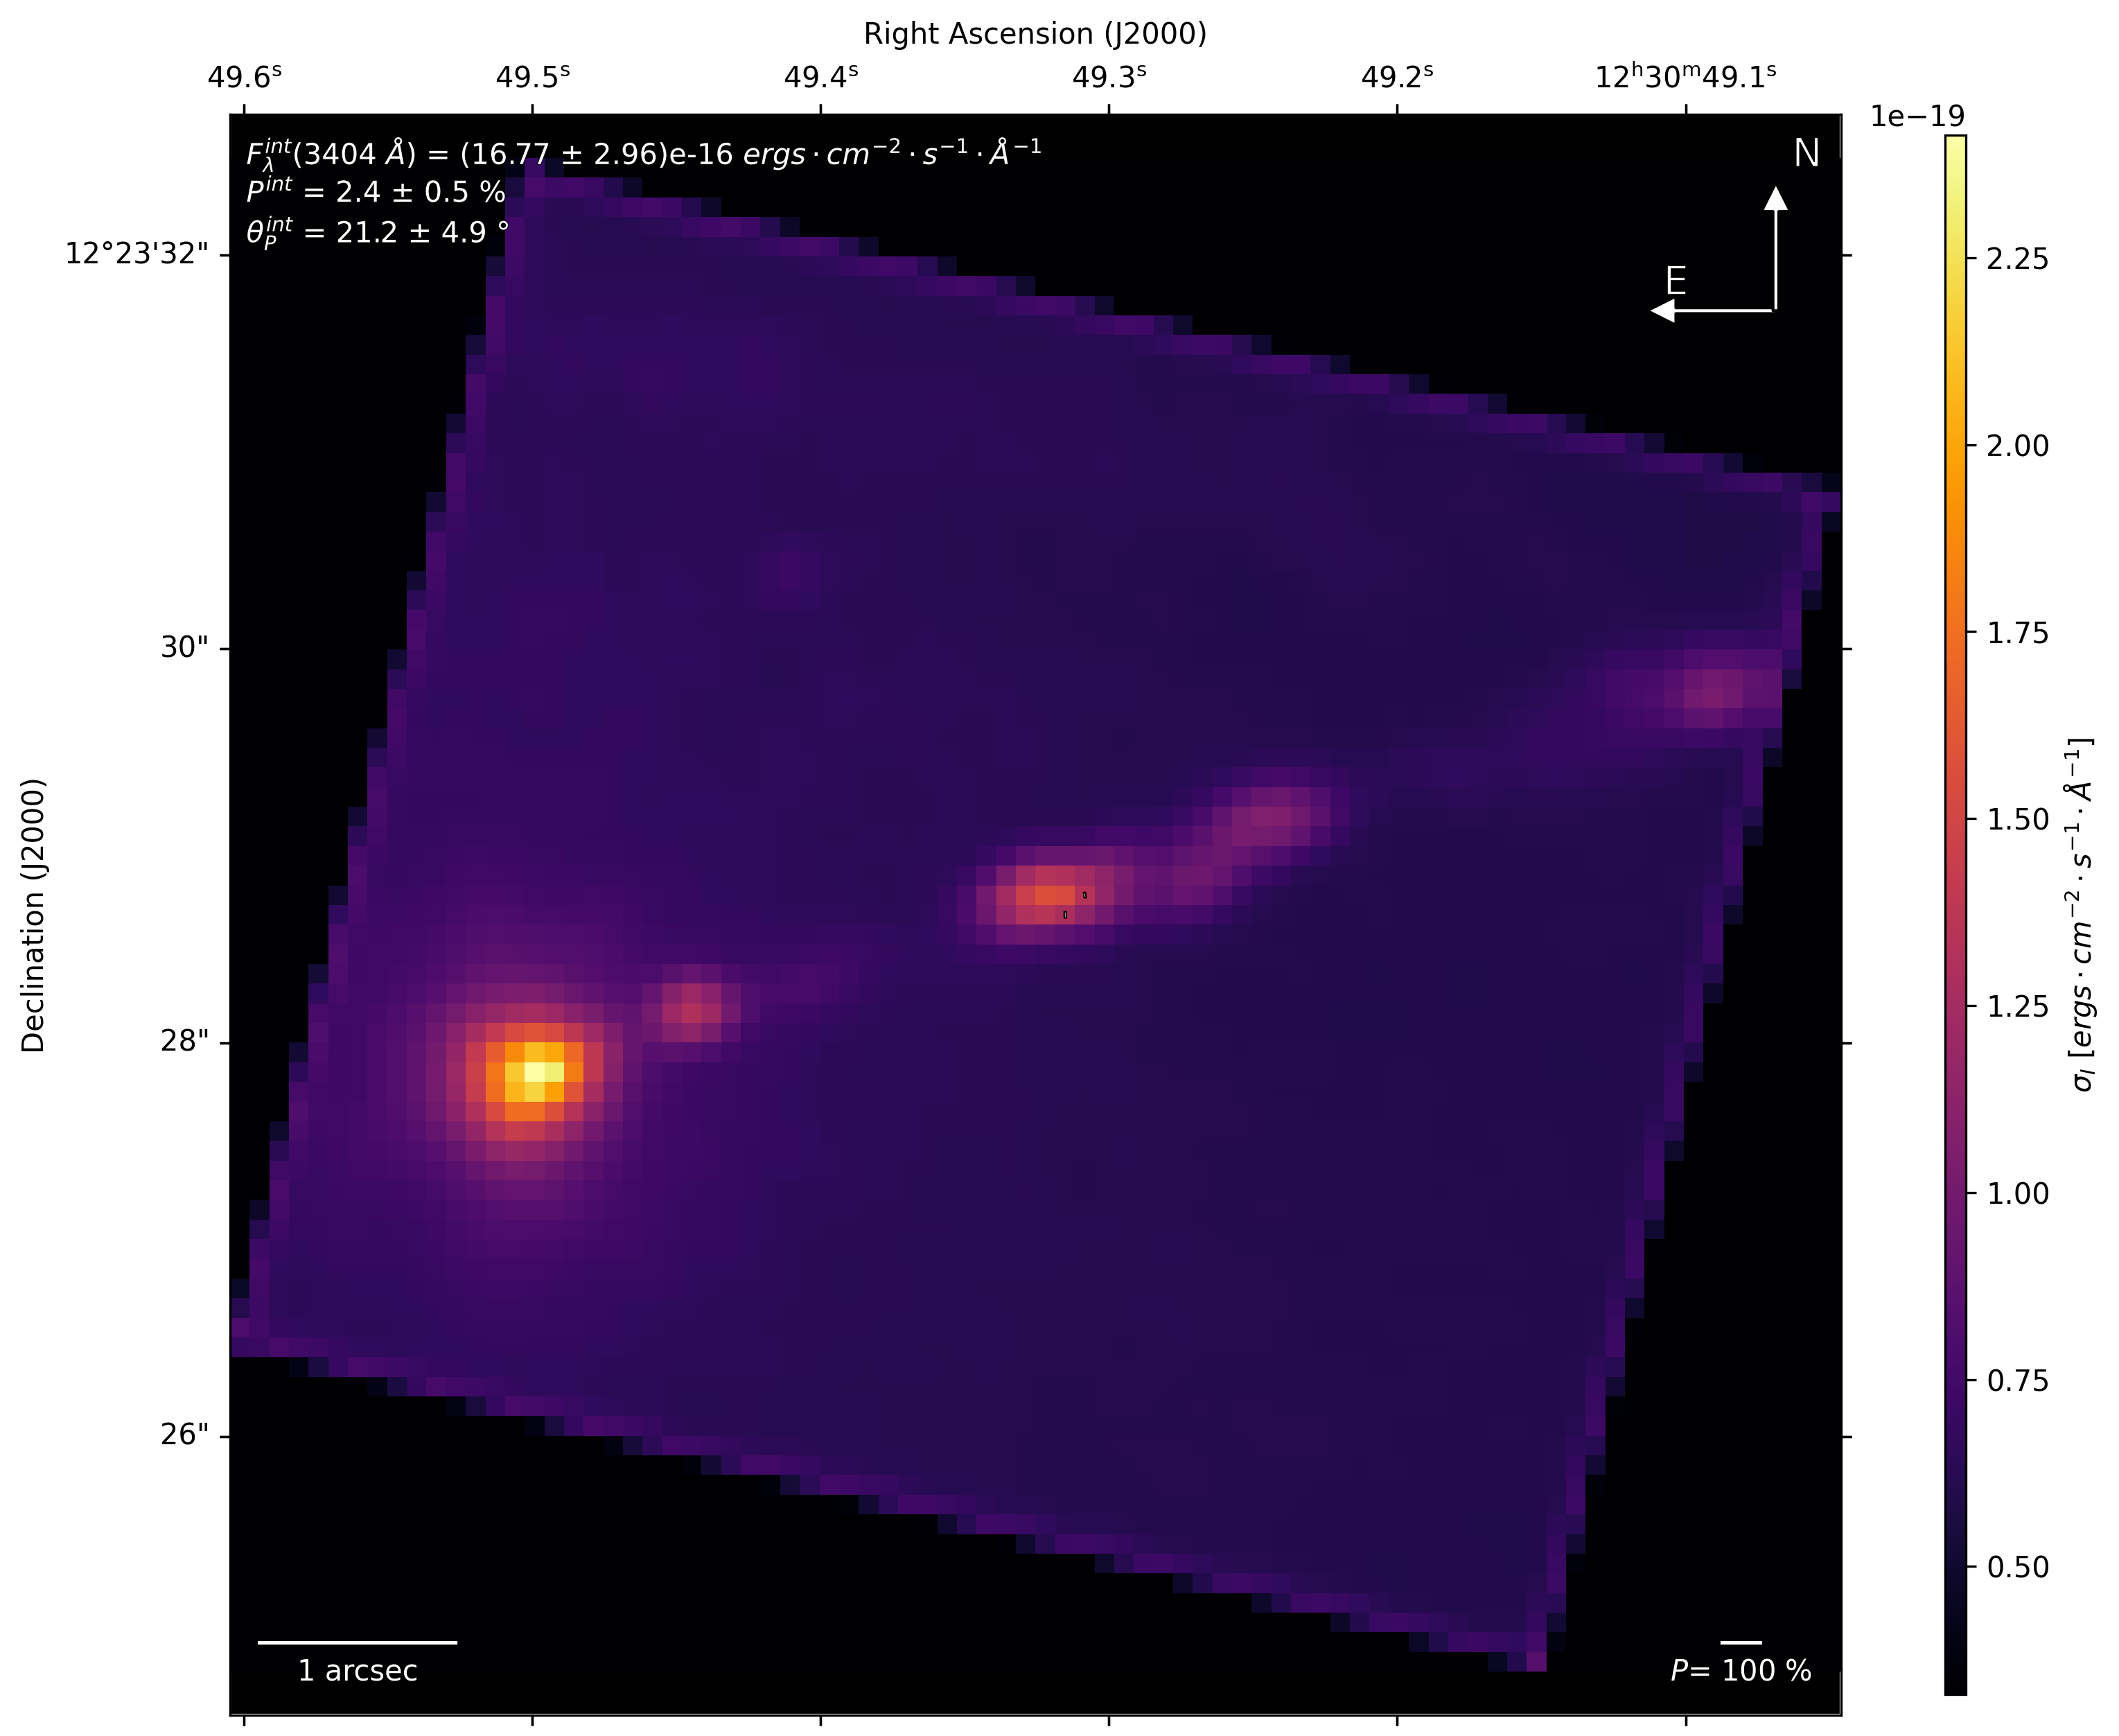 Right Ascension (J2000)
49.6ˢ 49.5ˢ 49.4ˢ 49.3ˢ 49.2ˢ 12ʰ30ᵐ49.1ˢ
1e−19
F_λ^int(3404 Å) = (16.77 ± 2.96)e-16 ergs · cm⁻² · s⁻¹ · Å⁻¹
P^int = 2.4 ± 0.5 %
θ_P^int = 21.2 ± 4.9 °
N
E
12°23'32"
30"
28"
26"
Declination (J2000)
2.25
2.00
1.75
1.50
1.25
1.00
0.75
0.50
σ_I [ergs · cm⁻² · s⁻¹ · Å⁻¹]
1 arcsec
P= 100 %